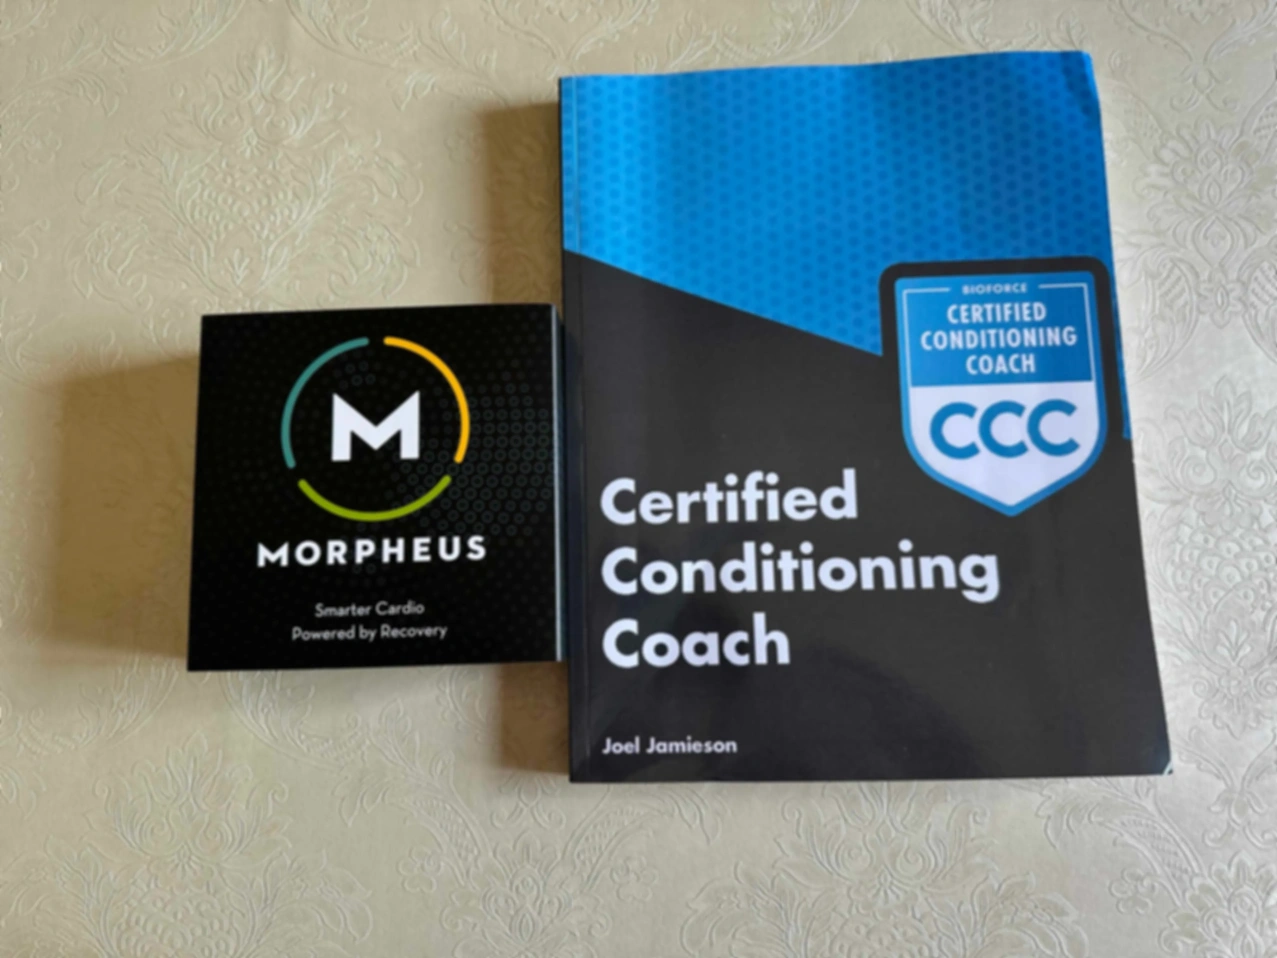 M
MORPHEUS
Smarter Cardio
Powered by Recovery
BIOFORCE
CERTIFIED
CONDITIONING
COACH
CCC
Certified
Conditioning
Coach
Joel Jamieson